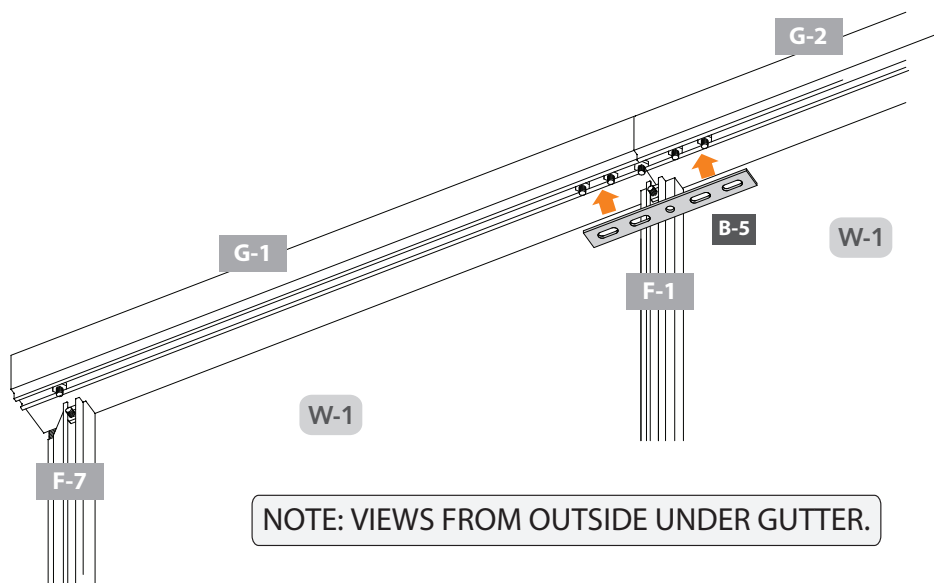 G-2
B-5
W-1
G-1
F-1
W-1
F-7
NOTE: VIEWS FROM OUTSIDE UNDER GUTTER.